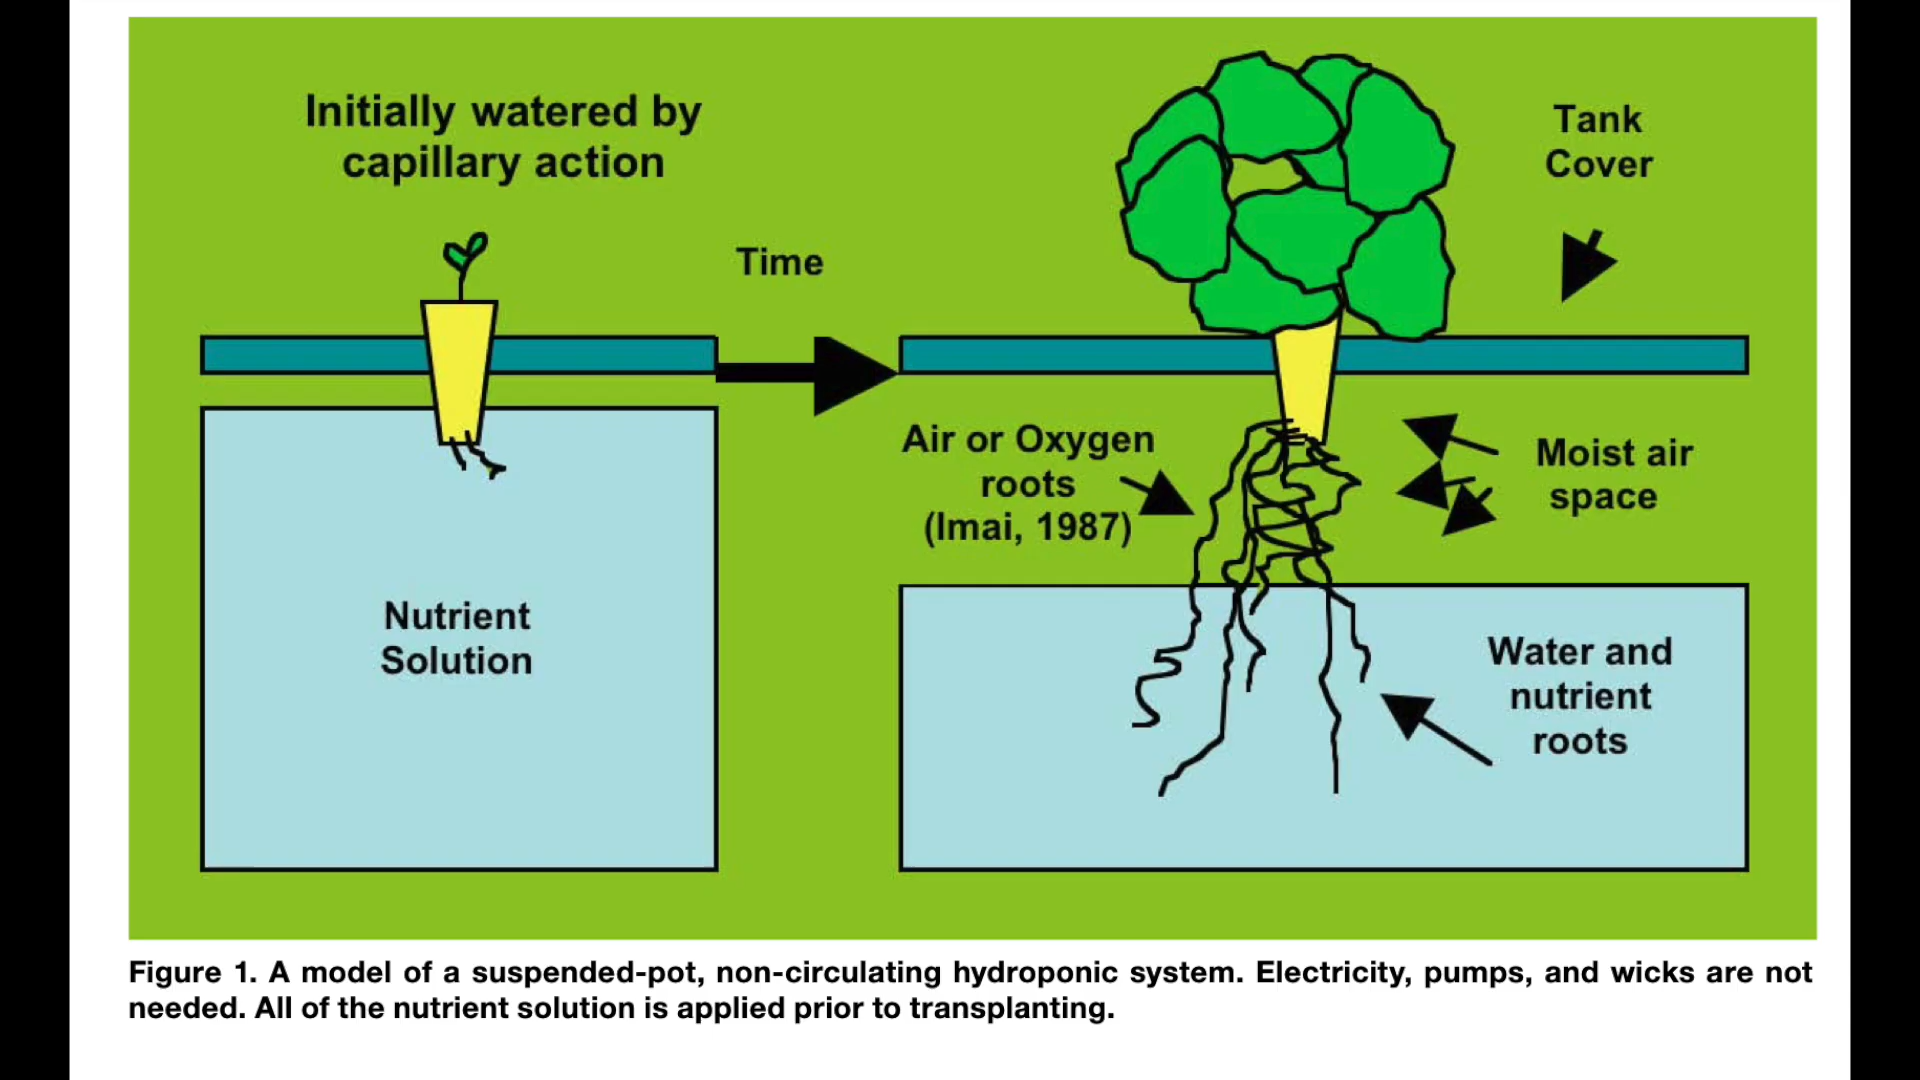 Initially watered by
capillary action
Time
Tank
Cover
Air or Oxygen
roots
(Imai, 1987)
Moist air
space
Nutrient
Solution
Water and
nutrient
roots
Figure 1. A model of a suspended-pot, non-circulating hydroponic system. Electricity, pumps, and wicks are not
needed. All of the nutrient solution is applied prior to transplanting.